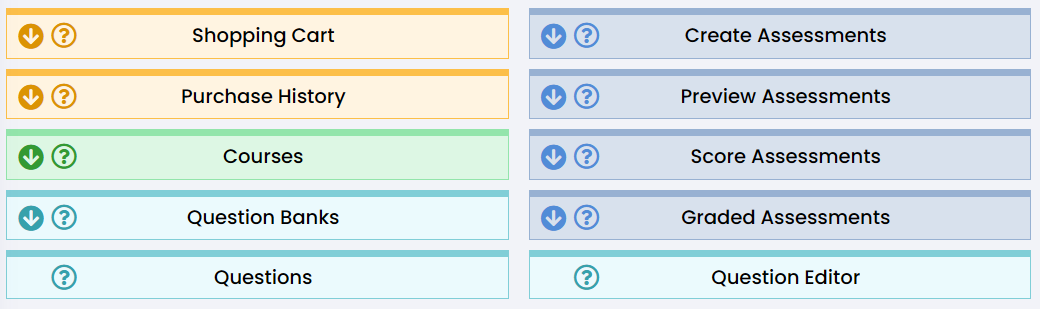 Shopping Cart
Create Assessments
Purchase History
Preview Assessments
Courses
Score Assessments
Question Banks
Graded Assessments
Questions
Question Editor